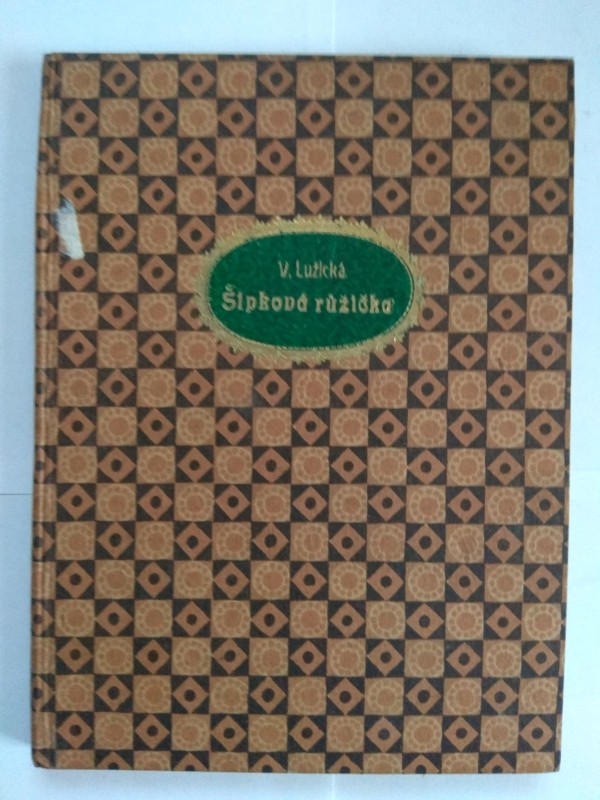 V. Lužická
Šípková růžička